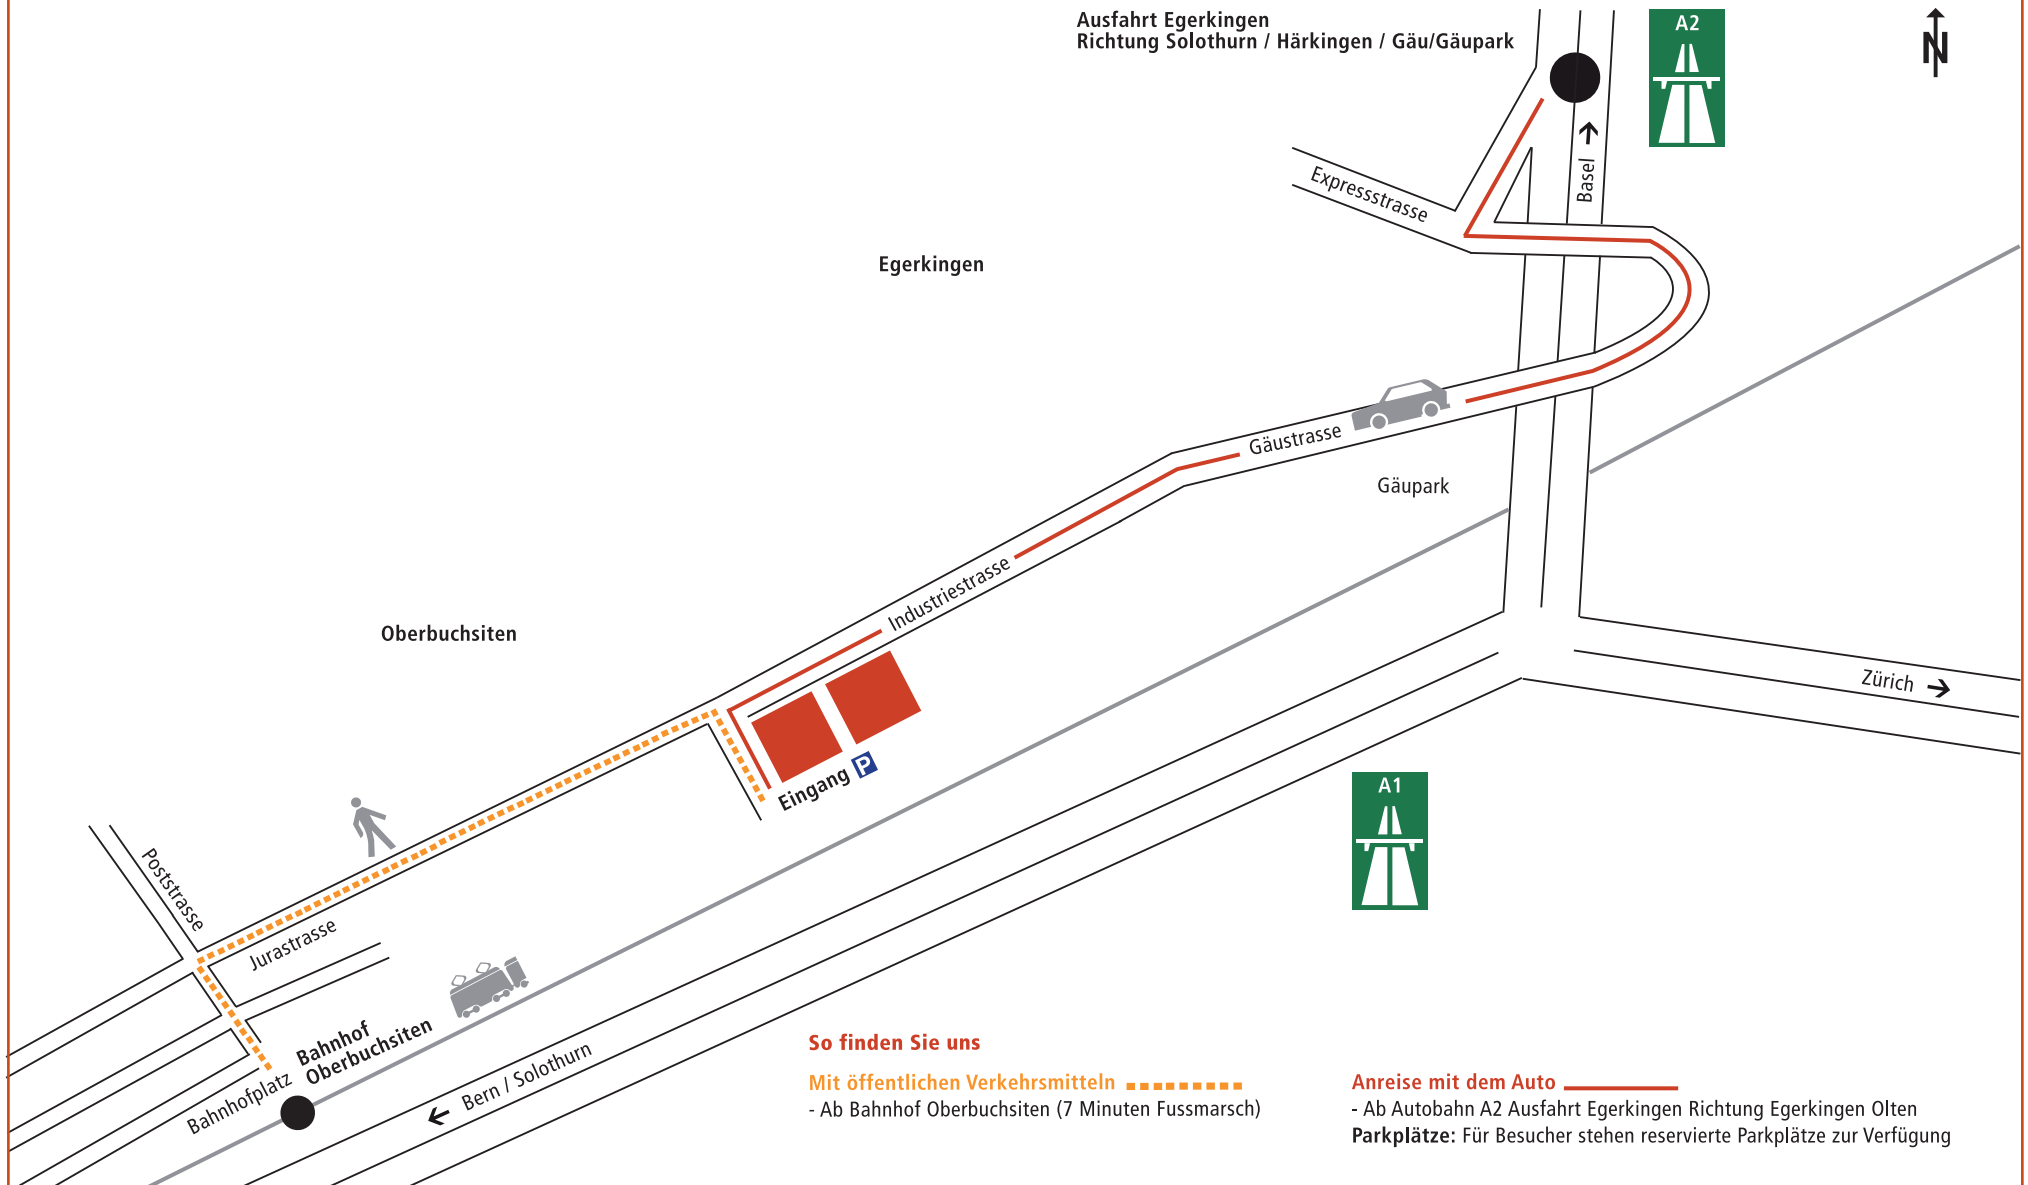 Ausfahrt Egerkingen
Richtung Solothurn / Härkingen / Gäu/Gäupark
A2
N
Basel
Expressstrasse
Egerkingen
Gäustrasse
Gäupark
Industriestrasse
Oberbuchsiten
Zürich
Eingang P
A1
Poststrasse
Jurastrasse
Bahnhof
Oberbuchsiten
Bahnhofplatz
Bern / Solothurn
So finden Sie uns
Mit öffentlichen Verkehrsmitteln
- Ab Bahnhof Oberbuchsiten (7 Minuten Fussmarsch)
Anreise mit dem Auto
- Ab Autobahn A2 Ausfahrt Egerkingen Richtung Egerkingen Olten
Parkplätze: Für Besucher stehen reservierte Parkplätze zur Verfügung